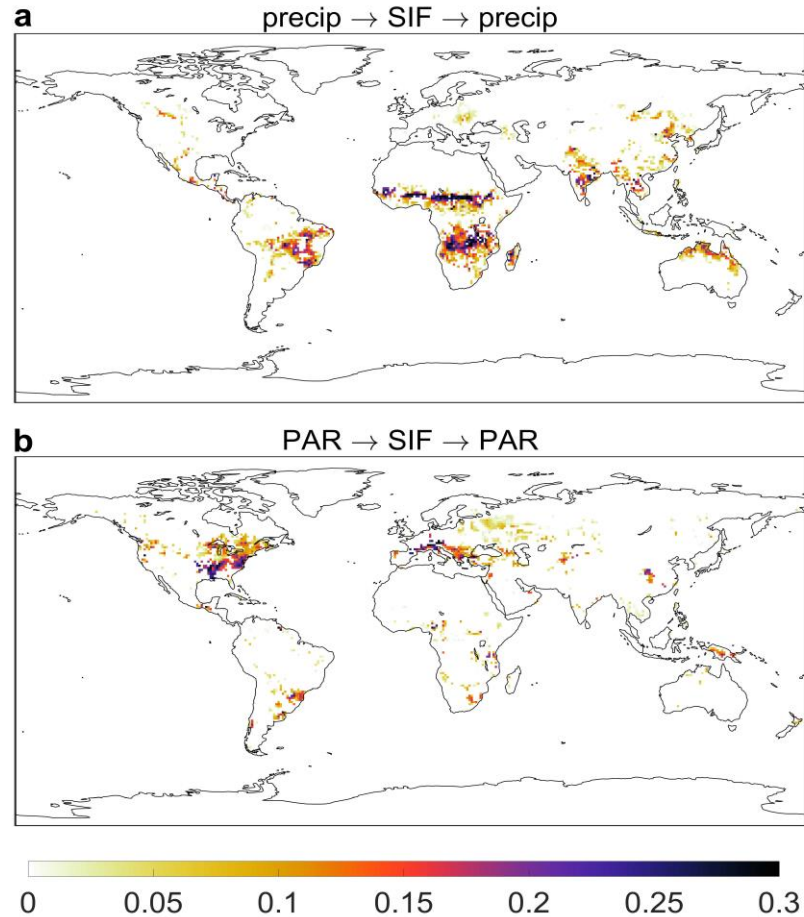 a
precip → SIF → precip
b
PAR → SIF → PAR
0 0.05 0.1 0.15 0.2 0.25 0.3